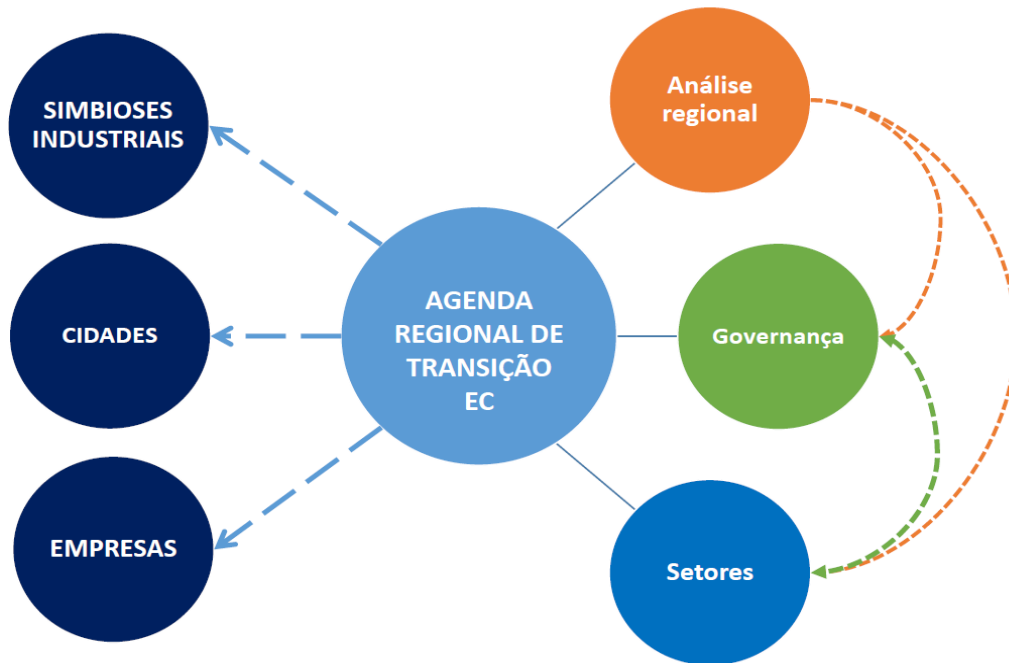 SIMBIOSES
INDUSTRIAIS
CIDADES
EMPRESAS
AGENDA
REGIONAL DE
TRANSIÇÃO
EC
Análise
regional
Governança
Setores